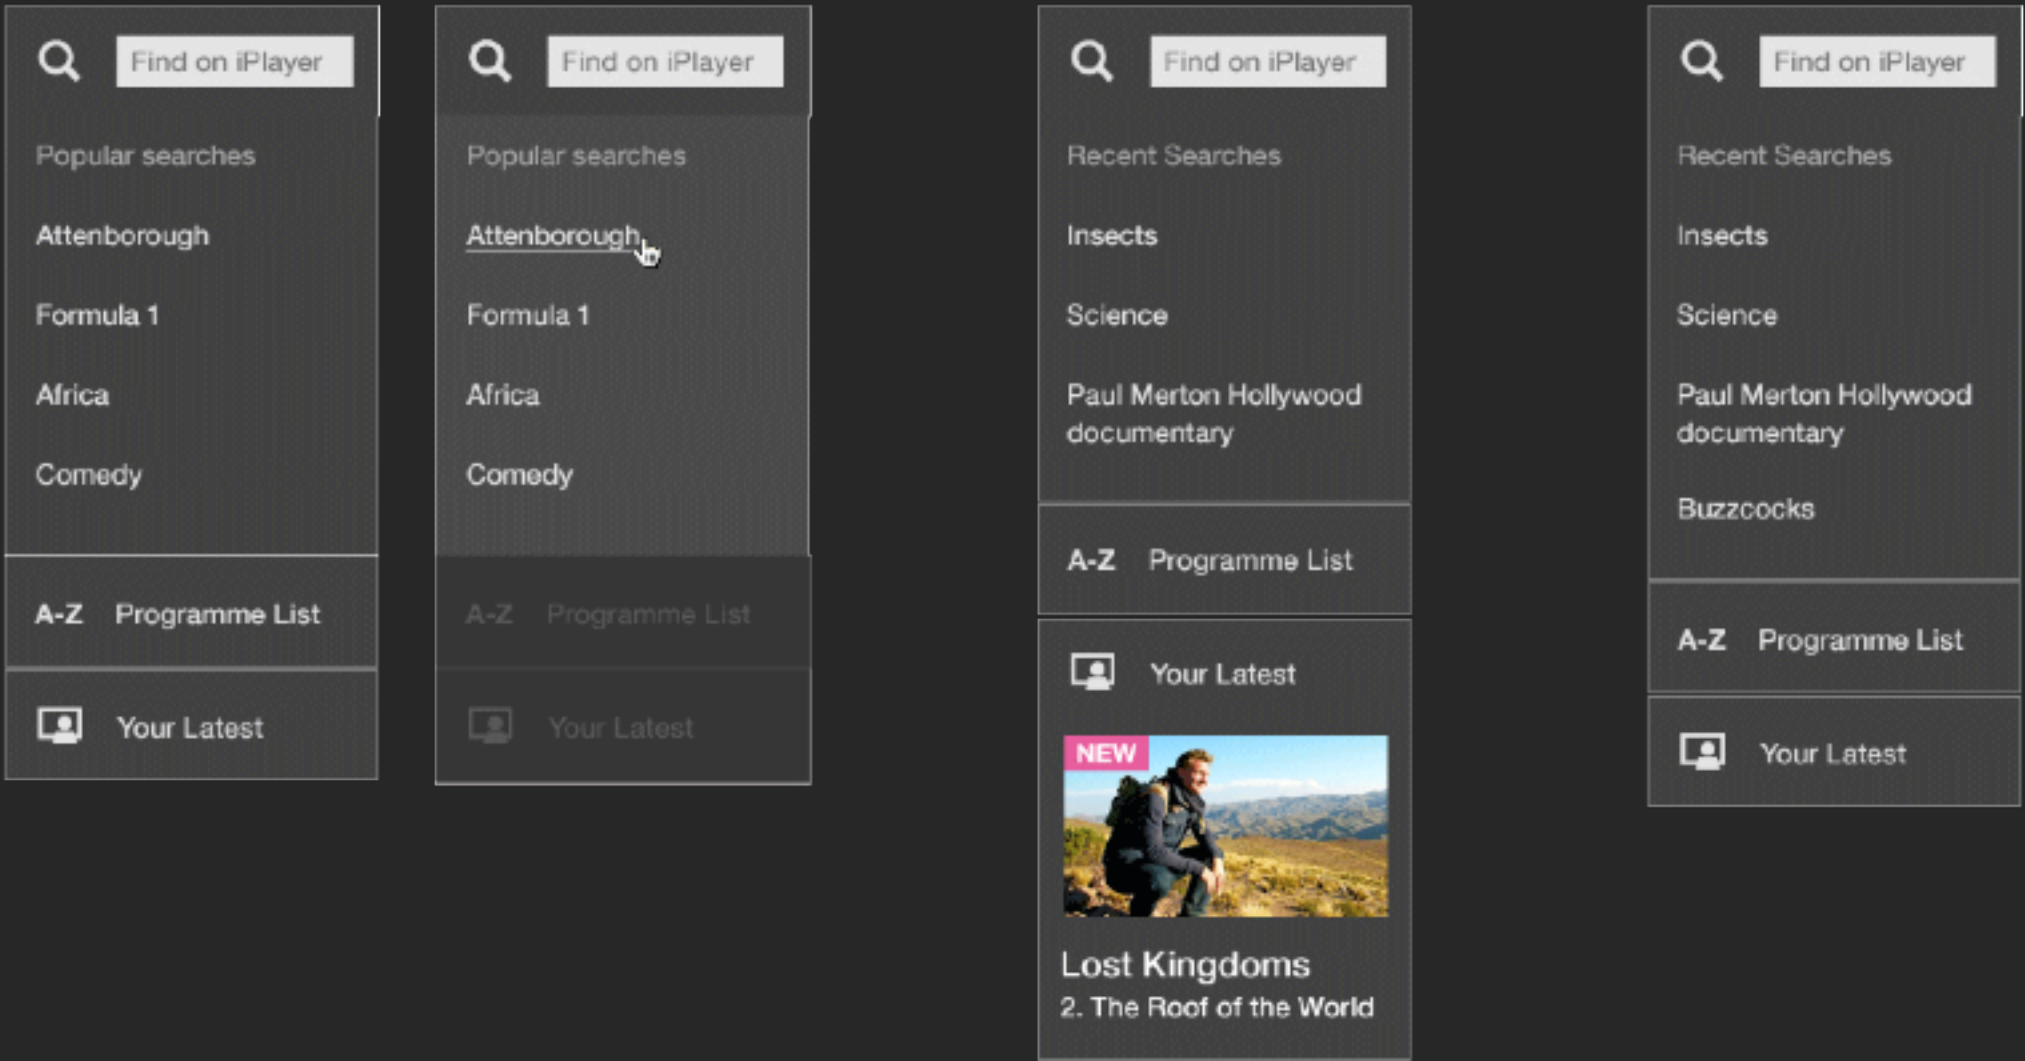 Find on iPlayer
Popular searches
Attenborough
Formula 1
Africa
Comedy
A-Z Programme List
Your Latest
Find on iPlayer
Popular searches
Attenborough
Formula 1
Africa
Comedy
A-Z Programme List
Your Latest
Find on iPlayer
Recent Searches
Insects
Science
Paul Merton Hollywood
documentary
A-Z Programme List
Your Latest
NEW
Lost Kingdoms
2. The Roof of the World
Find on iPlayer
Recent Searches
Insects
Science
Paul Merton Hollywood
documentary
Buzzcocks
A-Z Programme List
Your Latest